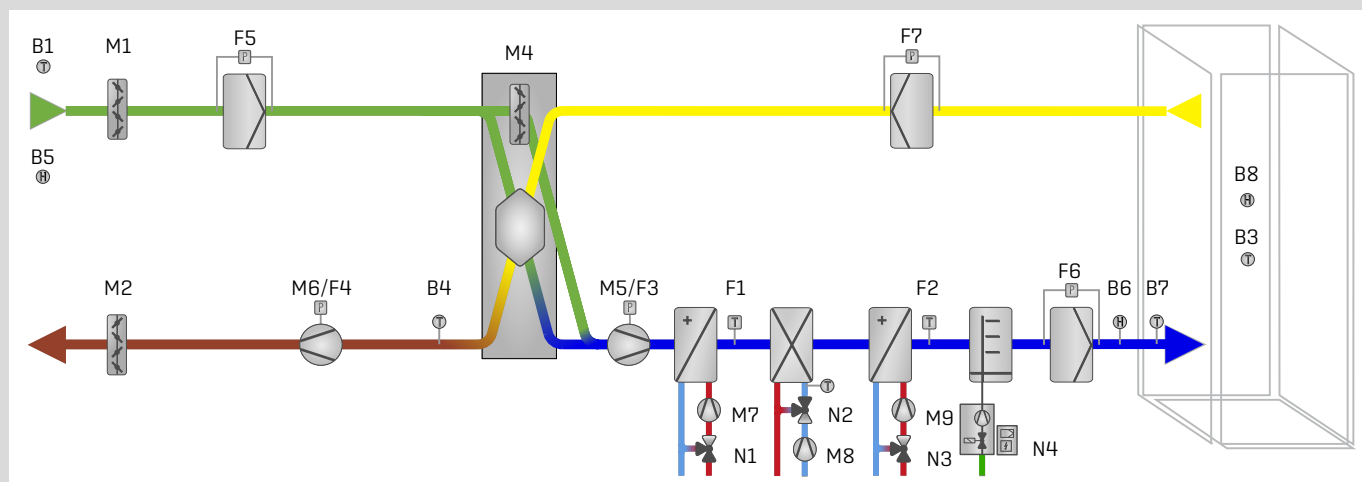 B1
T
M1
F5
P
M4
F7
P
B5
H
B8
H
B3
T
M2
M6/F4
P
B4
T
M5/F3
P
F1
T
F2
T
F6
P
B6
H
B7
T
+
+
T
M7
N2
M9
N1
M8
N3
N4